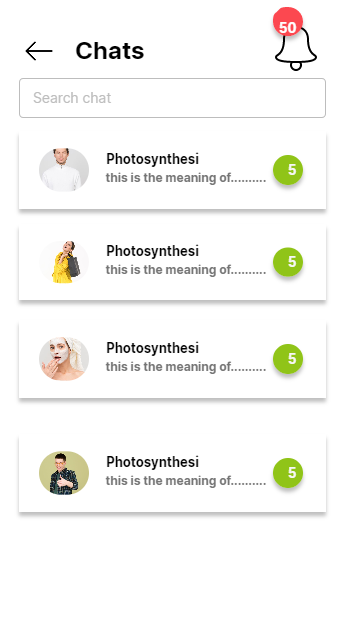 50
Chats
Search chat
Photosynthesi
this is the meaning of..........
5
Photosynthesi
this is the meaning of..........
5
Photosynthesi
this is the meaning of..........
5
Photosynthesi
this is the meaning of..........
5